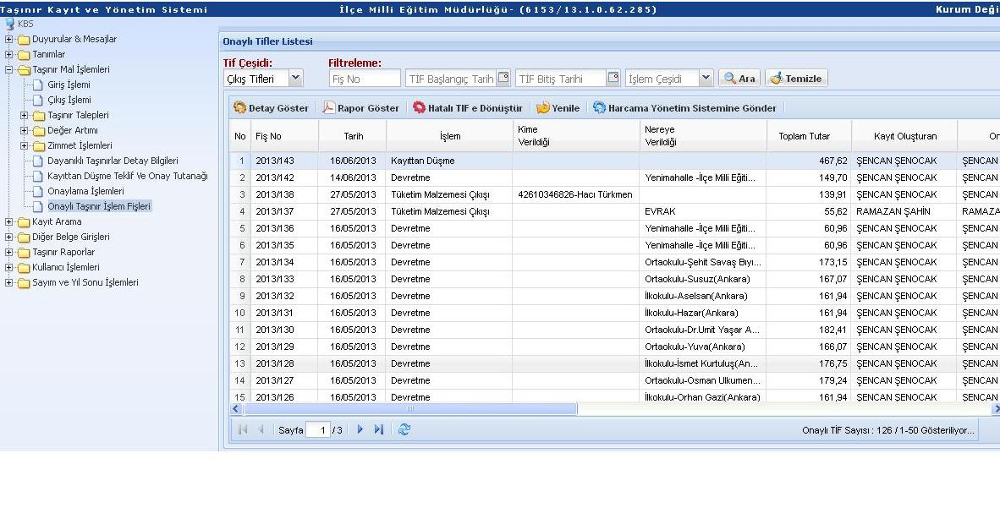 Taşınır Kayıt ve Yönetim Sistemi İlçe Milli Eğitim Müdürlüğü- (6153/13.1.0.62.285) Kurum Deği
KBS
Duyurular & Mesajlar
Tanımlar
Taşınır Mal İşlemleri
Giriş İşlemi
Çıkış İşlemi
Taşınır Talepleri
Değer Artımı
Zimmet İşlemleri
Dayanıklı Taşınırlar Detay Bilgileri
Kayıttan Düşme Teklif Ve Onay Tutanağı
Onaylama İşlemleri
Onaylı Taşınır İşlem Fişleri
Kayıt Arama
Diğer Belge Girişleri
Taşınır Raporlar
Kullanıcı İşlemleri
Sayım ve Yıl Sonu İşlemleri
Onaylı Tifler Listesi
Tif Çeşidi: Filtreleme:
Çıkış Tifleri Fiş No TİF Başlangıç Tarih TİF Bitiş Tarihi İşlem Çeşidi Ara Temizle
Detay Göster Rapor Göster Hatalı TIF e Dönüştür Yenile Harcama Yönetim Sistemine Gönder
No Fiş No Tarih İşlem Kime Verildiği Nereye Verildiği Toplam Tutar Kayıt Oluşturan On
1 2013/143 16/06/2013 Kayıttan Düşme 467,62 ŞENCAN ŞENOCAK ŞENCAN
2 2013/142 14/06/2013 Devretme Yenimahalle -İlçe Milli Eğiti... 149,70 ŞENCAN ŞENOCAK ŞENCAN
3 2013/138 27/05/2013 Tüketim Malzemesi Çıkışı 42610346826-Hacı Türkmen 139,91 ŞENCAN ŞENOCAK ŞENCAN
4 2013/137 27/05/2013 Tüketim Malzemesi Çıkışı EVRAK 55,62 RAMAZAN ŞAHİN RAMAZA
5 2013/136 16/05/2013 Devretme Yenimahalle -İlçe Milli Eğiti... 60,96 ŞENCAN ŞENOCAK ŞENCAN
6 2013/135 16/05/2013 Devretme Yenimahalle -İlçe Milli Eğiti... 60,96 ŞENCAN ŞENOCAK ŞENCAN
7 2013/134 16/05/2013 Devretme Ortaokulu-Şehit Savaş Bıyı... 173,15 ŞENCAN ŞENOCAK ŞENCAN
8 2013/133 16/05/2013 Devretme Ortaokulu-Susuz(Ankara) 167,07 ŞENCAN ŞENOCAK ŞENCAN
9 2013/132 16/05/2013 Devretme İlkokulu-Aselsan(Ankara) 161,94 ŞENCAN ŞENOCAK ŞENCAN
10 2013/131 16/05/2013 Devretme İlkokulu-Hazar(Ankara) 161,94 ŞENCAN ŞENOCAK ŞENCAN
11 2013/130 16/05/2013 Devretme Ortaokulu-Dr.Umit Yaşar A... 182,41 ŞENCAN ŞENOCAK ŞENCAN
12 2013/129 16/05/2013 Devretme Ortaokulu-Yuva(Ankara) 166,07 ŞENCAN ŞENOCAK ŞENCAN
13 2013/128 16/05/2013 Devretme İlkokulu-İsmet Kurtuluş(An... 176,75 ŞENCAN ŞENOCAK ŞENCAN
14 2013/127 16/05/2013 Devretme Ortaokulu-Osman Ulkumen... 179,24 ŞENCAN ŞENOCAK ŞENCAN
15 2013/126 16/05/2013 Devretme İlkokulu-Orhan Gazi(Ankara) 161,94 ŞENCAN ŞENOCAK ŞENCAN
Sayfa 1 / 3 Onaylı TİF Sayısı : 126 / 1-50 Gösteriliyor...